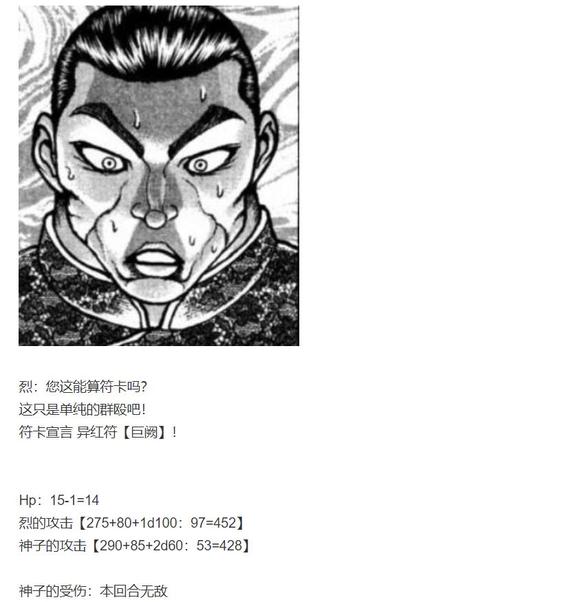 烈：您这能算符卡吗？
这只是单纯的群殴吧！
符卡宣言 异红符【巨阙】！
Hp：15-1=14
烈的攻击【275+80+1d100：97=452】
神子的攻击【290+85+2d60：53=428】
神子的受伤：本回合无敌